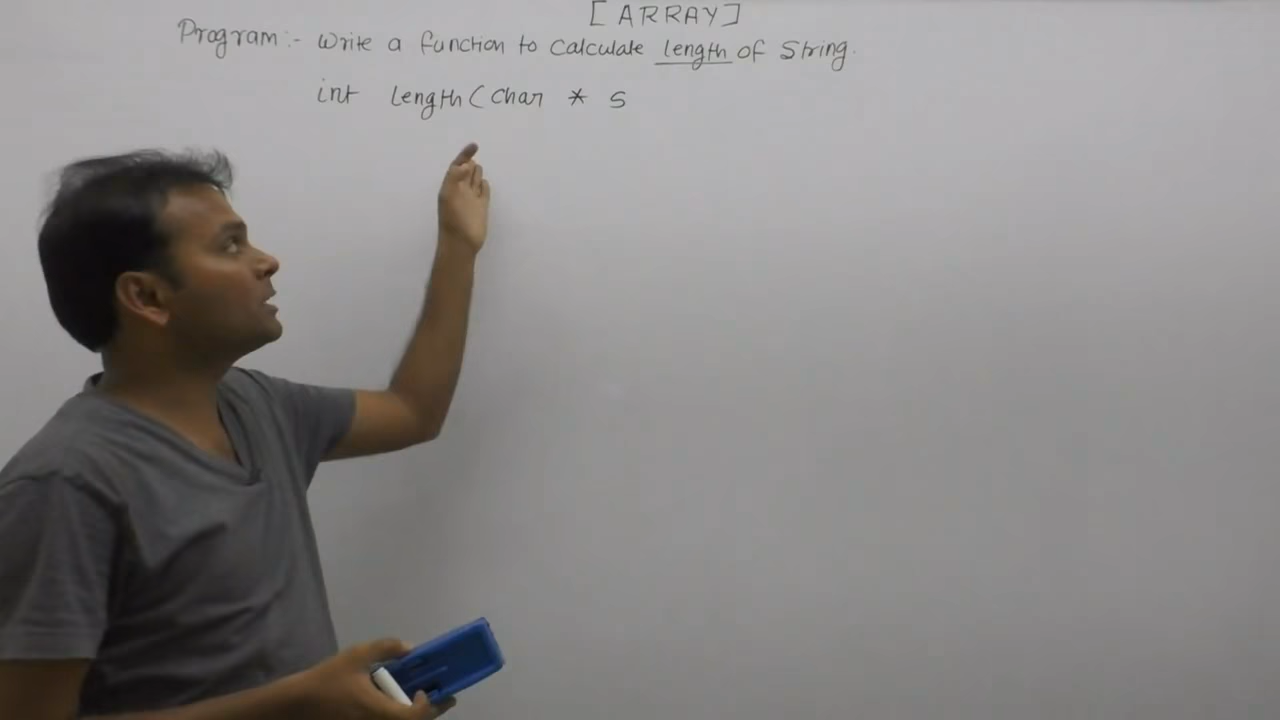 [ARRAY]
Program:- Write a function to Calculate length of String.
int length(char * s